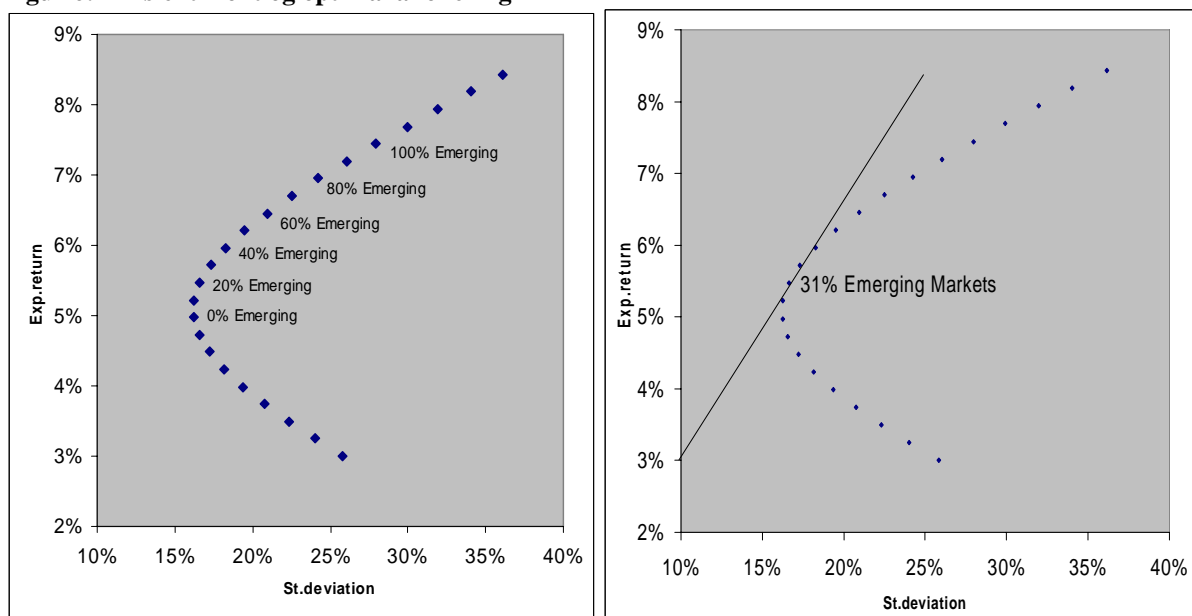 9%
8%
7%
6%
5%
4%
3%
2%
Exp.return
100% Emerging
80% Emerging
60% Emerging
40% Emerging
20% Emerging
0% Emerging
10%
15%
20%
25%
30%
35%
40%
St.deviation
9%
8%
7%
6%
5%
4%
3%
2%
Exp.return
31% Emerging Markets
10%
15%
20%
25%
30%
35%
40%
St.deviation